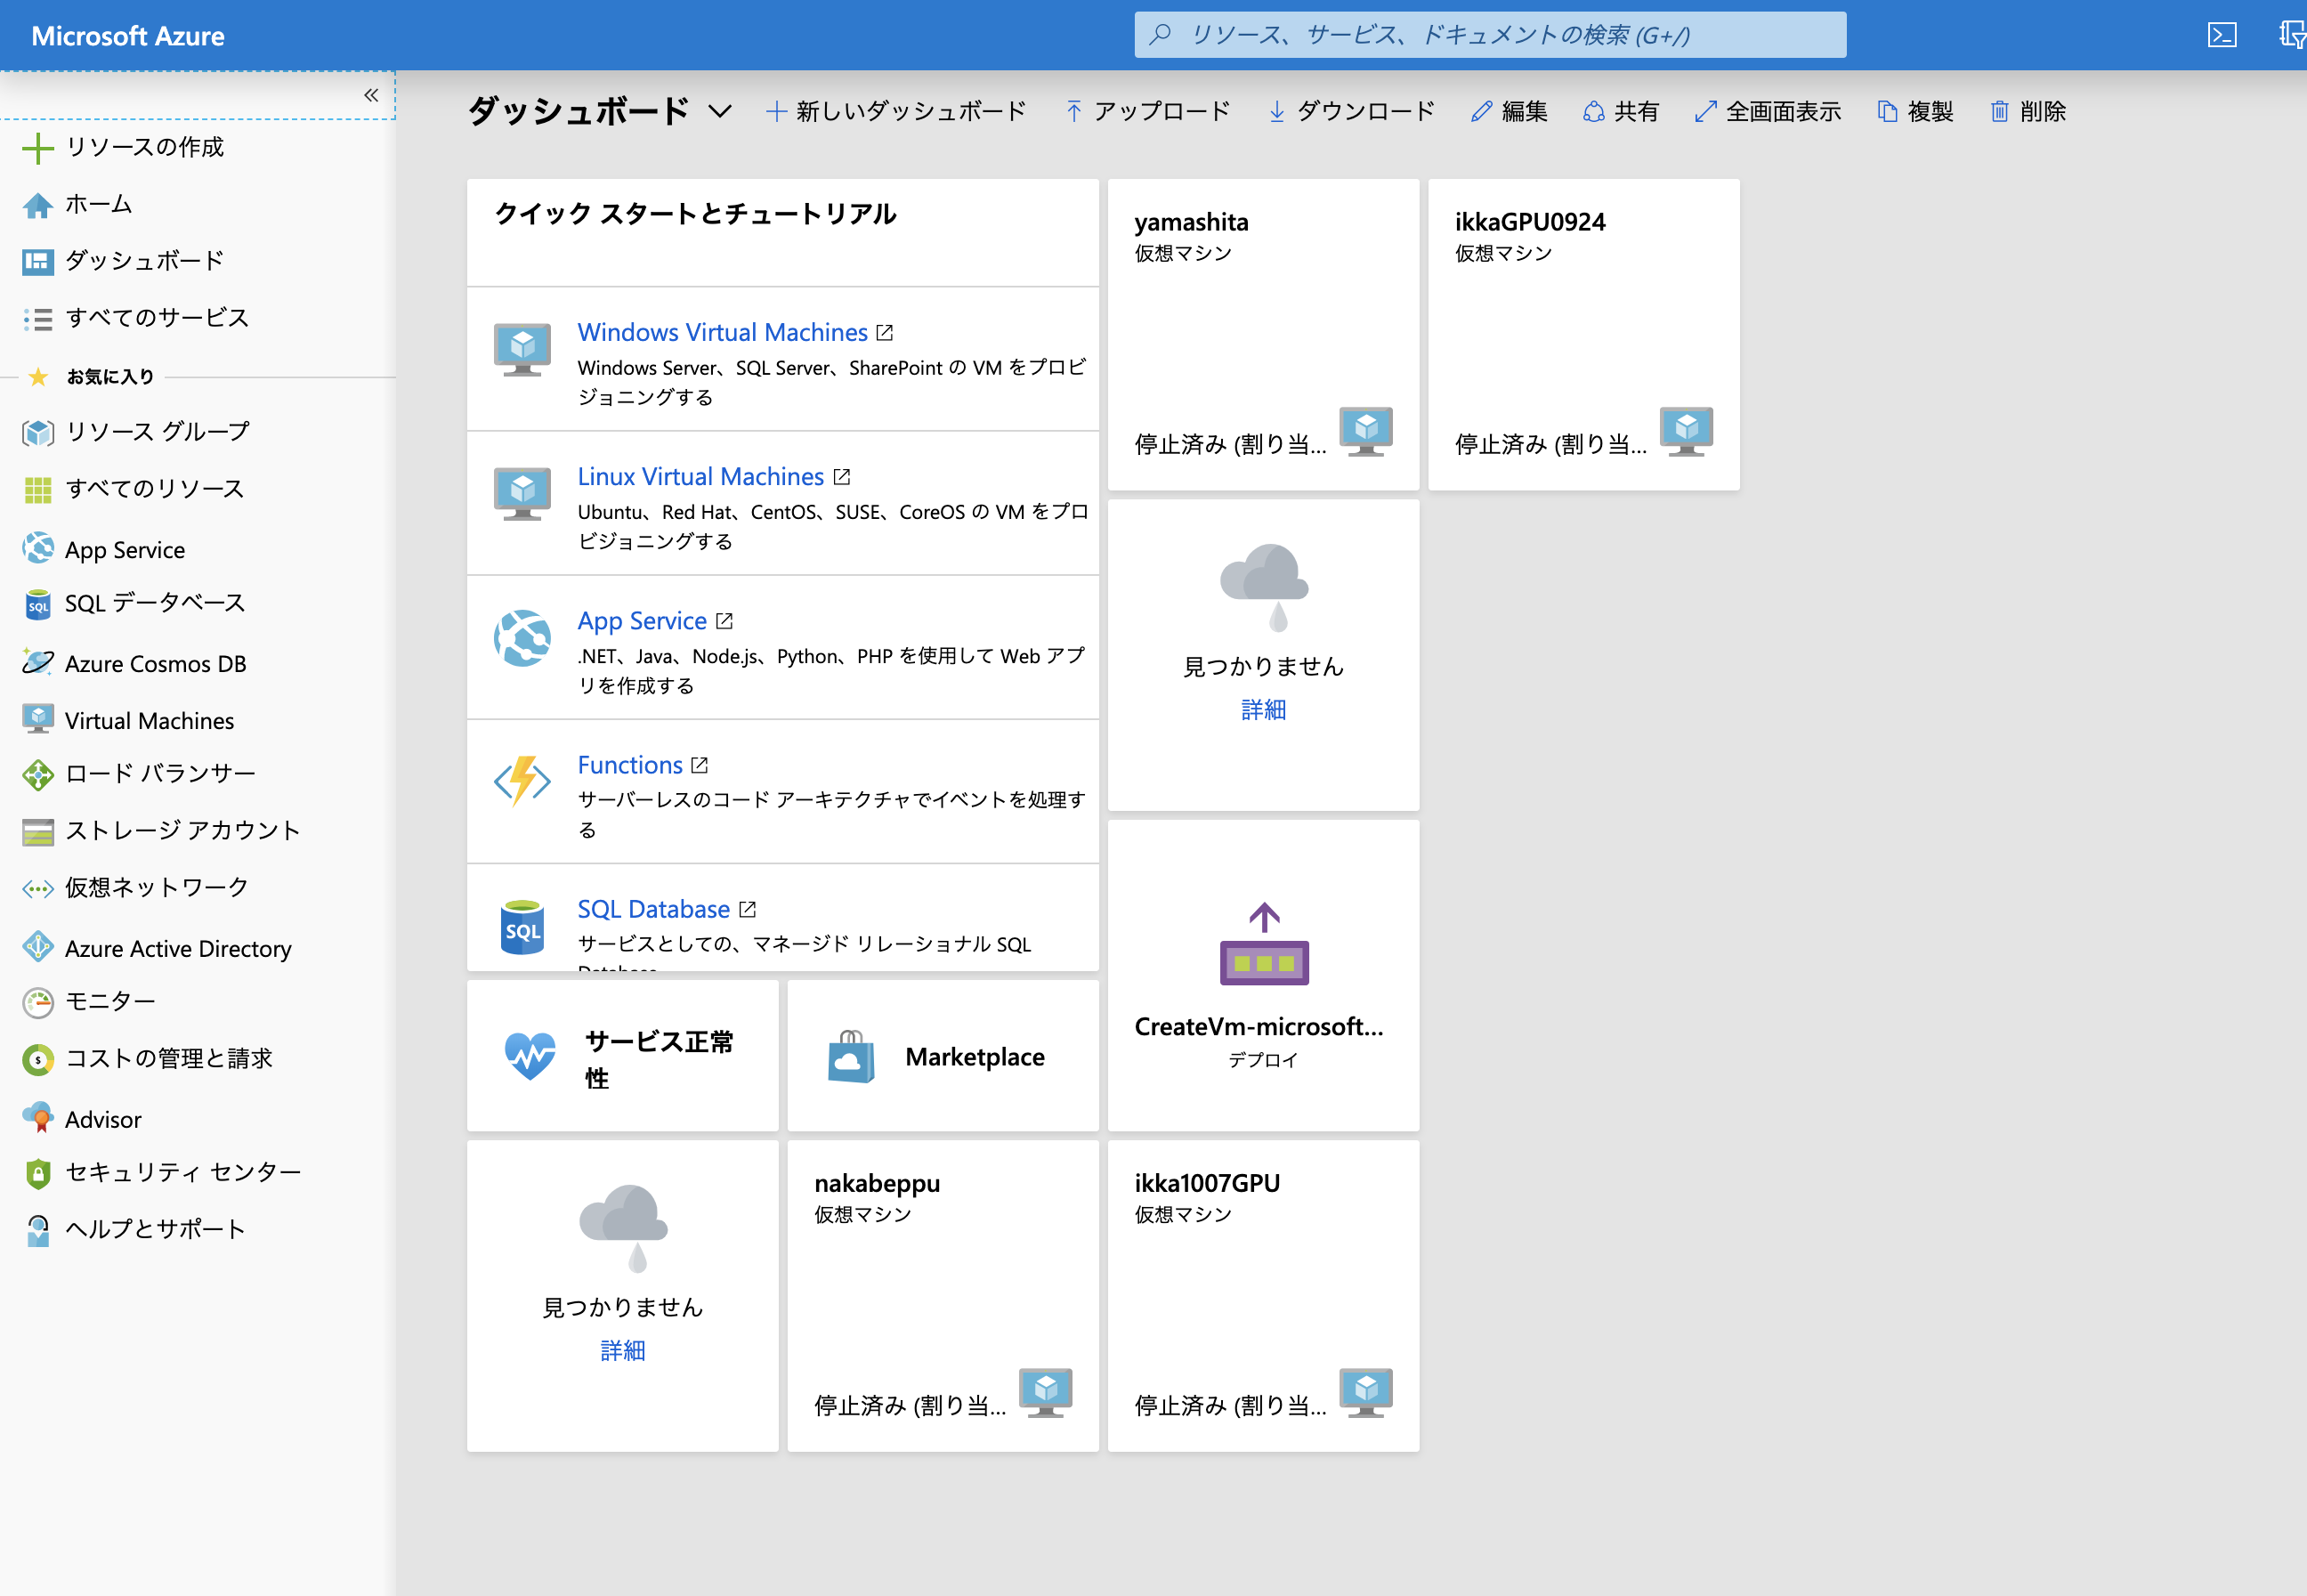 Microsoft Azure
リソース、サービス、ドキュメントの検索 (G+/)
リソースの作成
ホーム
ダッシュボード
すべてのサービス
お気に入り
リソース グループ
すべてのリソース
App Service
SQL データベース
Azure Cosmos DB
Virtual Machines
ロード バランサー
ストレージ アカウント
仮想ネットワーク
Azure Active Directory
モニター
コストの管理と請求
Advisor
セキュリティ センター
ヘルプとサポート
ダッシュボード
新しいダッシュボード
アップロード
ダウンロード
編集
共有
全画面表示
複製
削除
クイック スタートとチュートリアル
Windows Virtual Machines
Windows Server、SQL Server、SharePoint の VM をプロビ
ジョニングする
Linux Virtual Machines
Ubuntu、Red Hat、CentOS、SUSE、CoreOS の VM をプロ
ビジョニングする
App Service
.NET、Java、Node.js、Python、PHP を使用して Web アプ
リを作成する
Functions
サーバーレスのコード アーキテクチャでイベントを処理す
る
SQL
SQL Database
サービスとしての、マネージド リレーショナル SQL
Database
yamashita
仮想マシン
停止済み (割り当...
ikkaGPU0924
仮想マシン
停止済み (割り当...
見つかりません
詳細
CreateVm-microsoft...
デプロイ
サービス正常
性
Marketplace
見つかりません
詳細
nakabeppu
仮想マシン
停止済み (割り当...
ikka1007GPU
仮想マシン
停止済み (割り当...